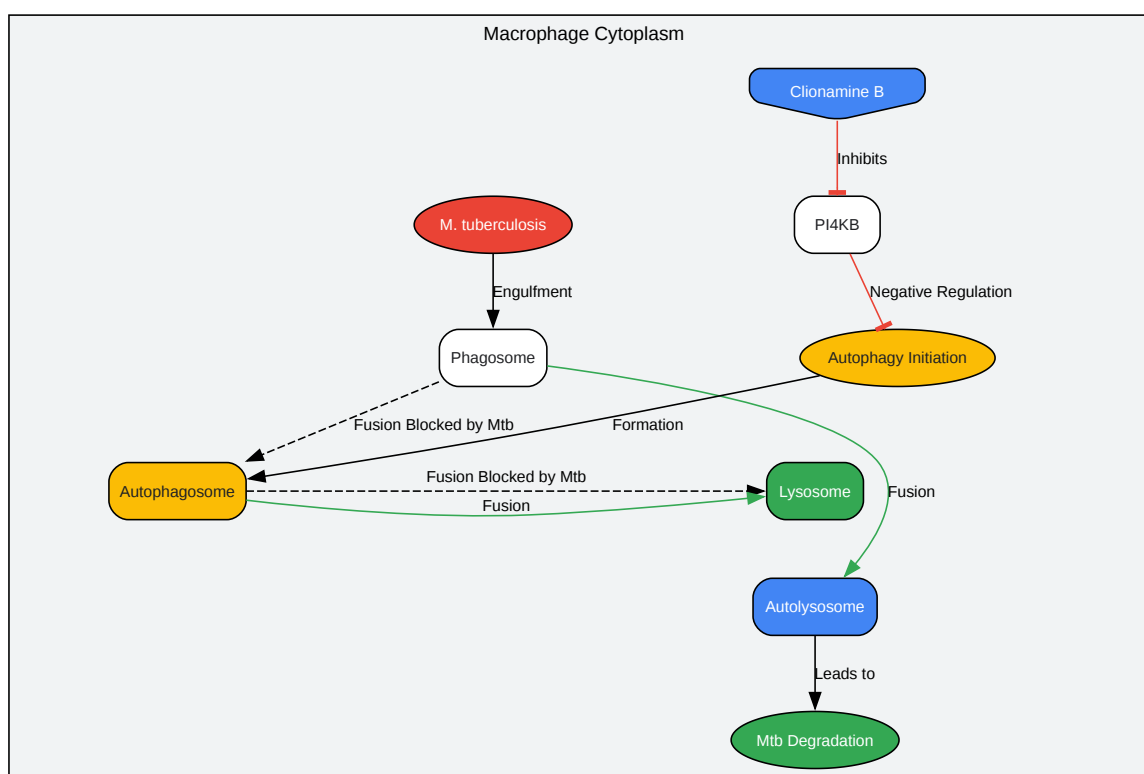 Macrophage Cytoplasm
Clionamine B
Inhibits
M. tuberculosis
PI4KB
Engulfment
Negative Regulation
Phagosome
Autophagy Initiation
Fusion Blocked by Mtb
Formation
Fusion Blocked by Mtb
Autophagosome
Lysosome
Fusion
Fusion
Autolysosome
Leads to
Mtb Degradation